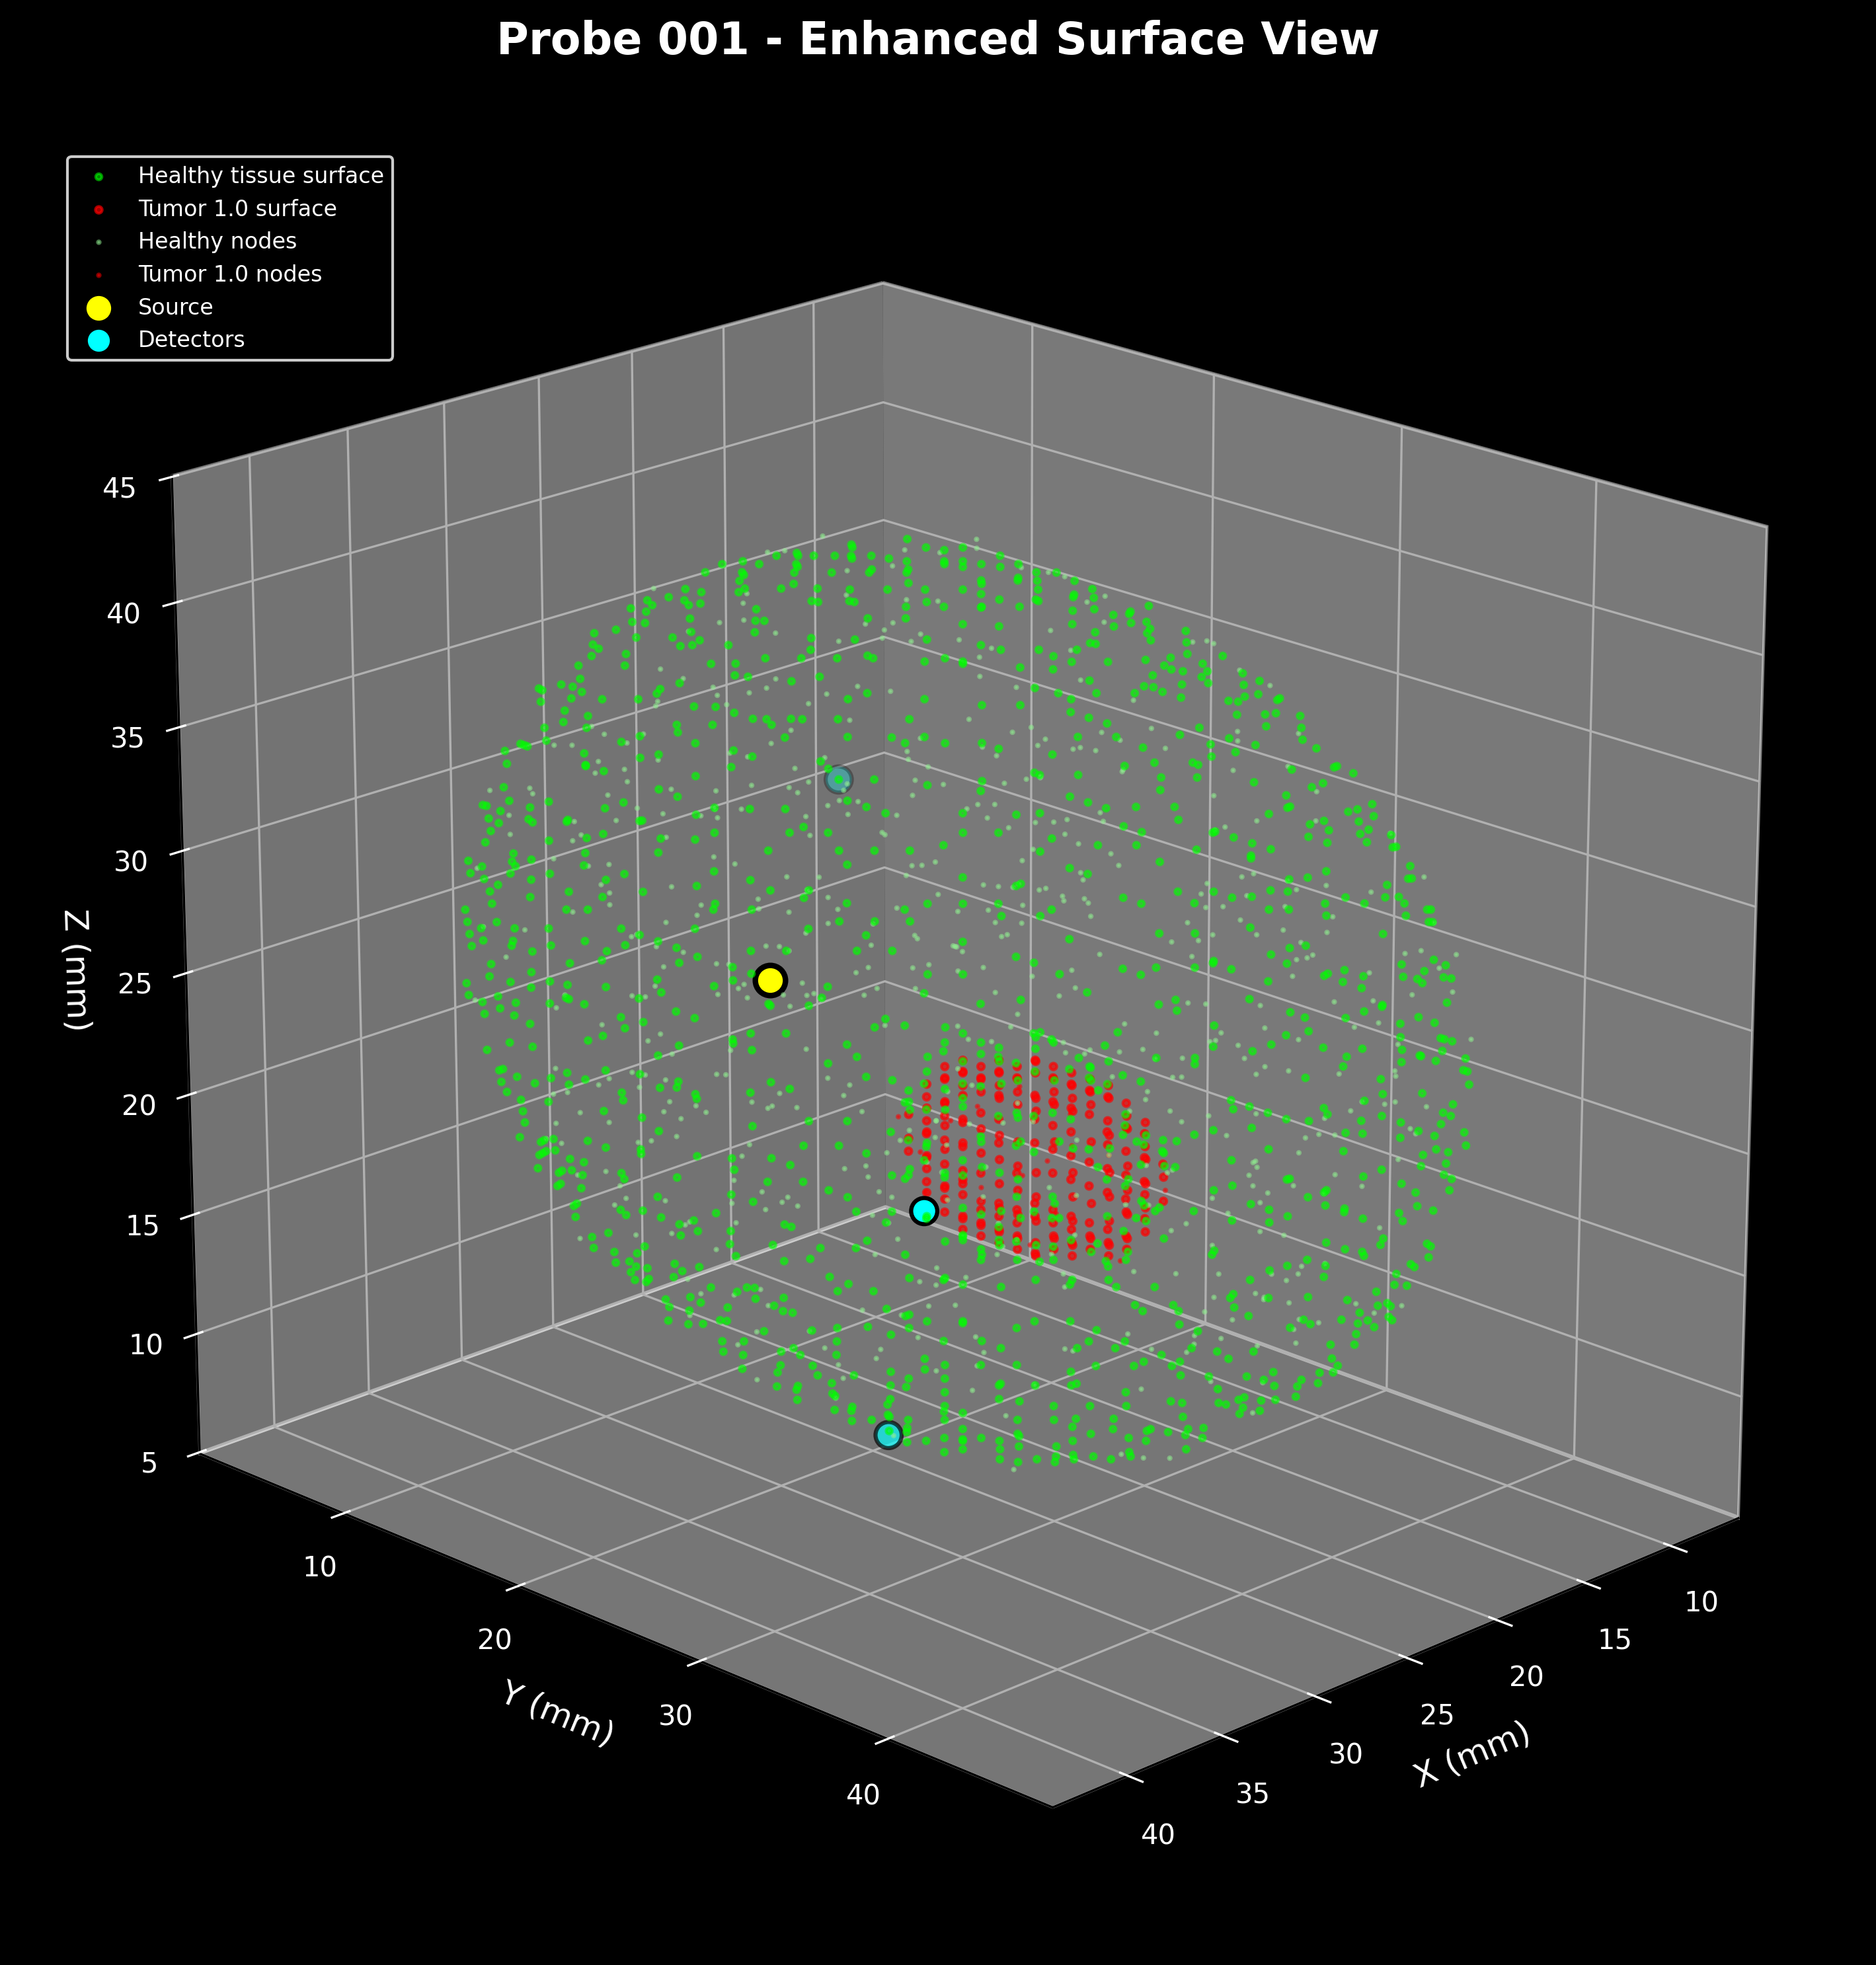 Probe 001 - Enhanced Surface View
Healthy tissue surface
Tumor 1.0 surface
Healthy nodes
Tumor 1.0 nodes
Source
Detectors
45
40
35
30
25
20
15
10
5
Z (mm)
10
20
30
40
Y (mm)
10
15
20
25
30
35
40
X (mm)